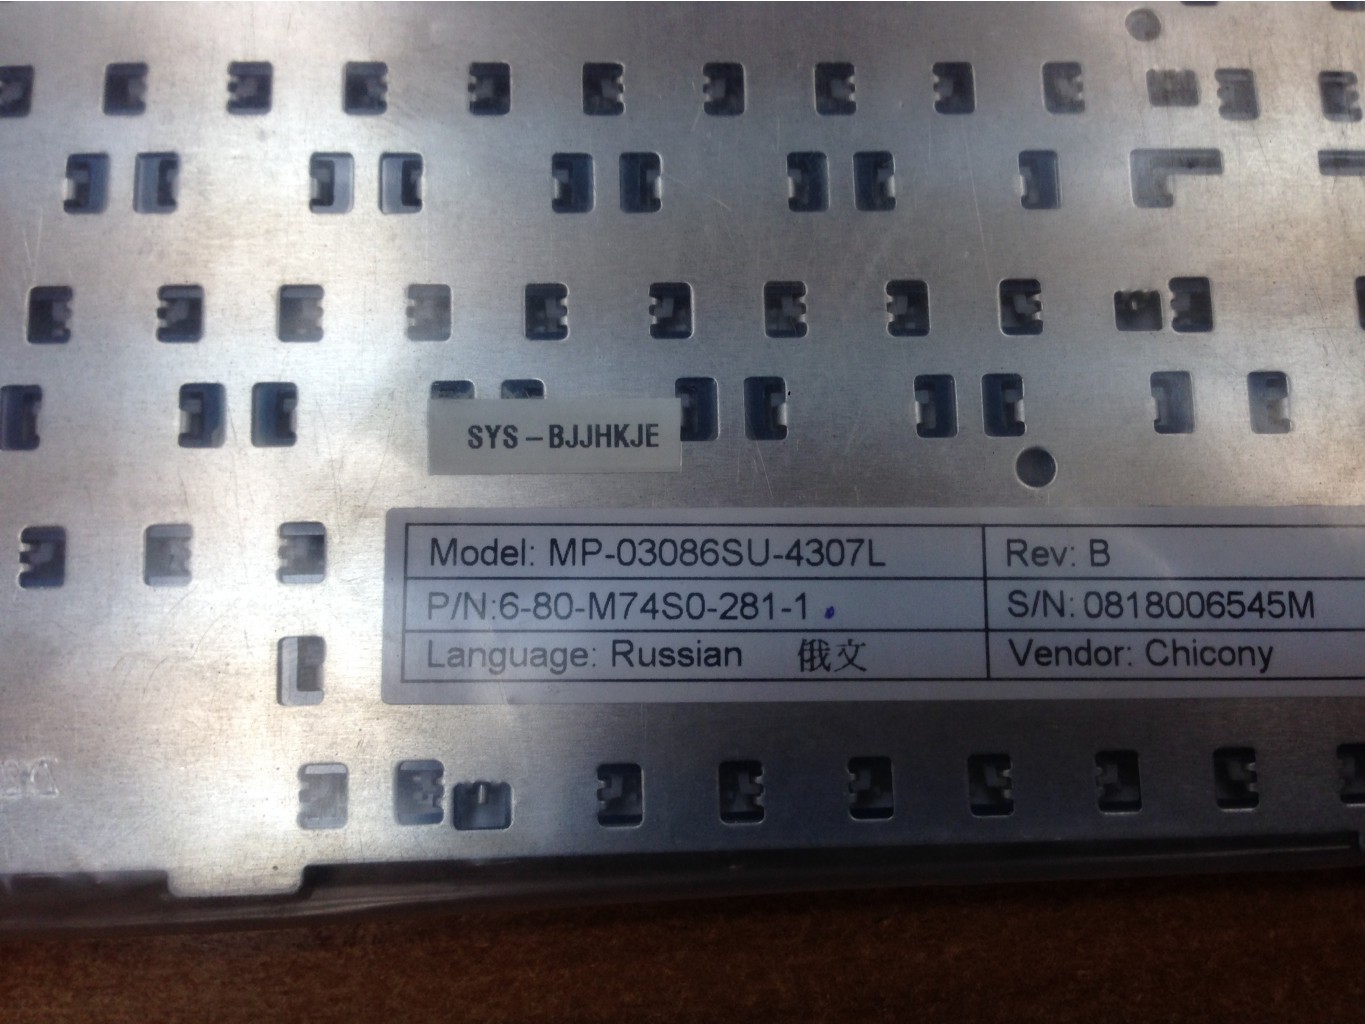 SYS-BJJHKJE
Model: MP-03086SU-4307L
Rev: B
P/N:6-80-M74S0-281-1
S/N: 0818006545M
Language: Russian 俄文
Vendor: Chicony